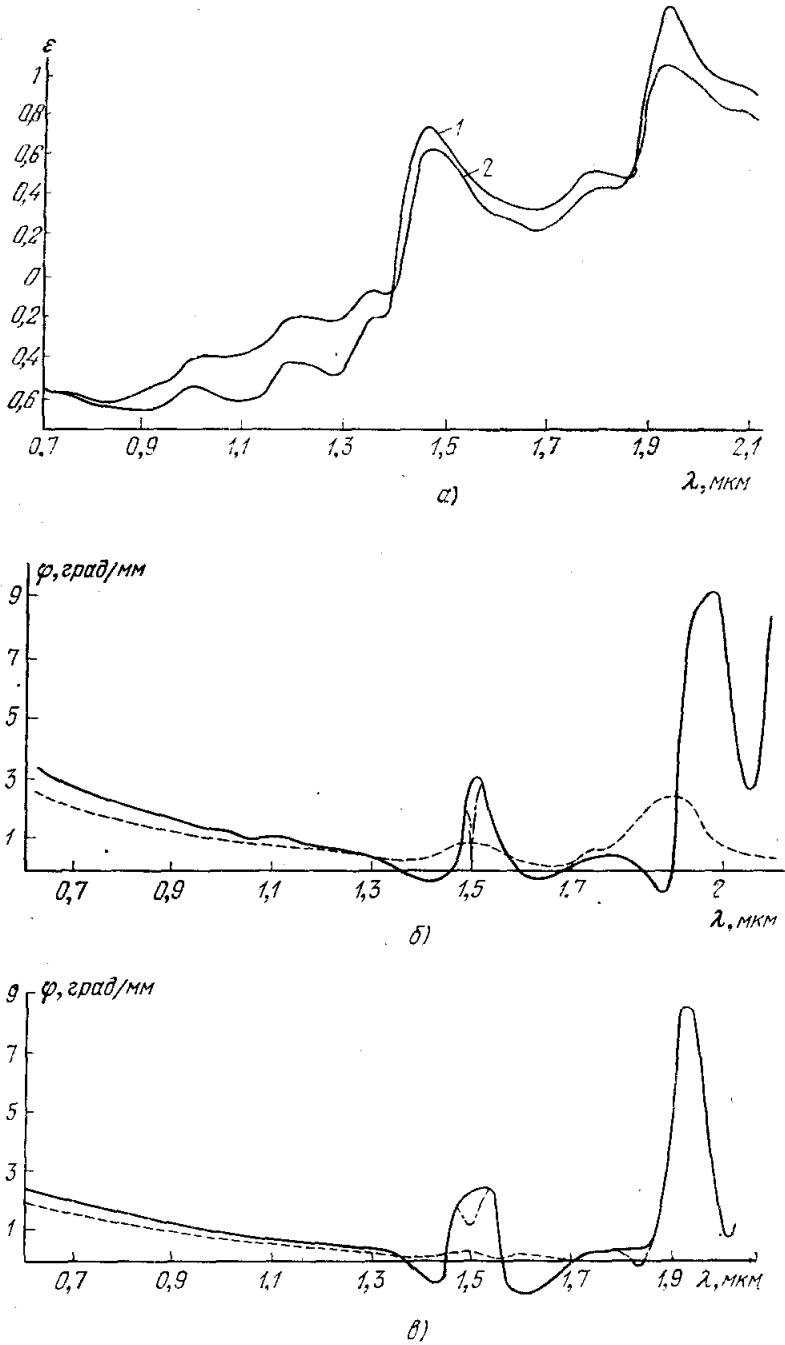 ε
1
0,8
0,6
0,4
0,2
0
0,2
0,4
0,6
1
2
0,7 0,9 1,1 1,3 1,5 1,7 1,9 2,1
λ, мкм
а)
φ, град/мм
9
7
5
3
1
0,7 0,9 1,1 1,3 1,5 1.7 2
λ, мкм
б)
9 φ, град/мм
7
5
3
1
0,7 0,9 1,1 1,3 1,5 1,7 1,9 λ, мкм
в)